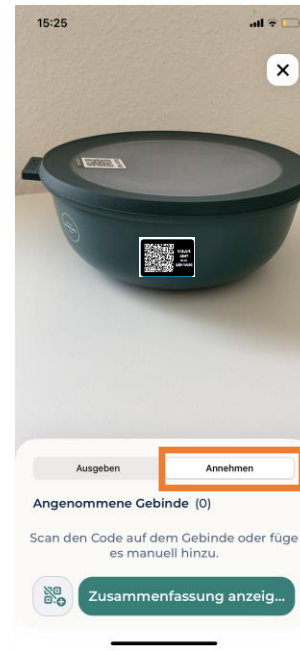 15:25
Ausgeben
Annehmen
Angenommene Gebinde (0)
Scan den Code auf dem Gebinde oder füge
es manuell hinzu.
Zusammenfassung anzeig...